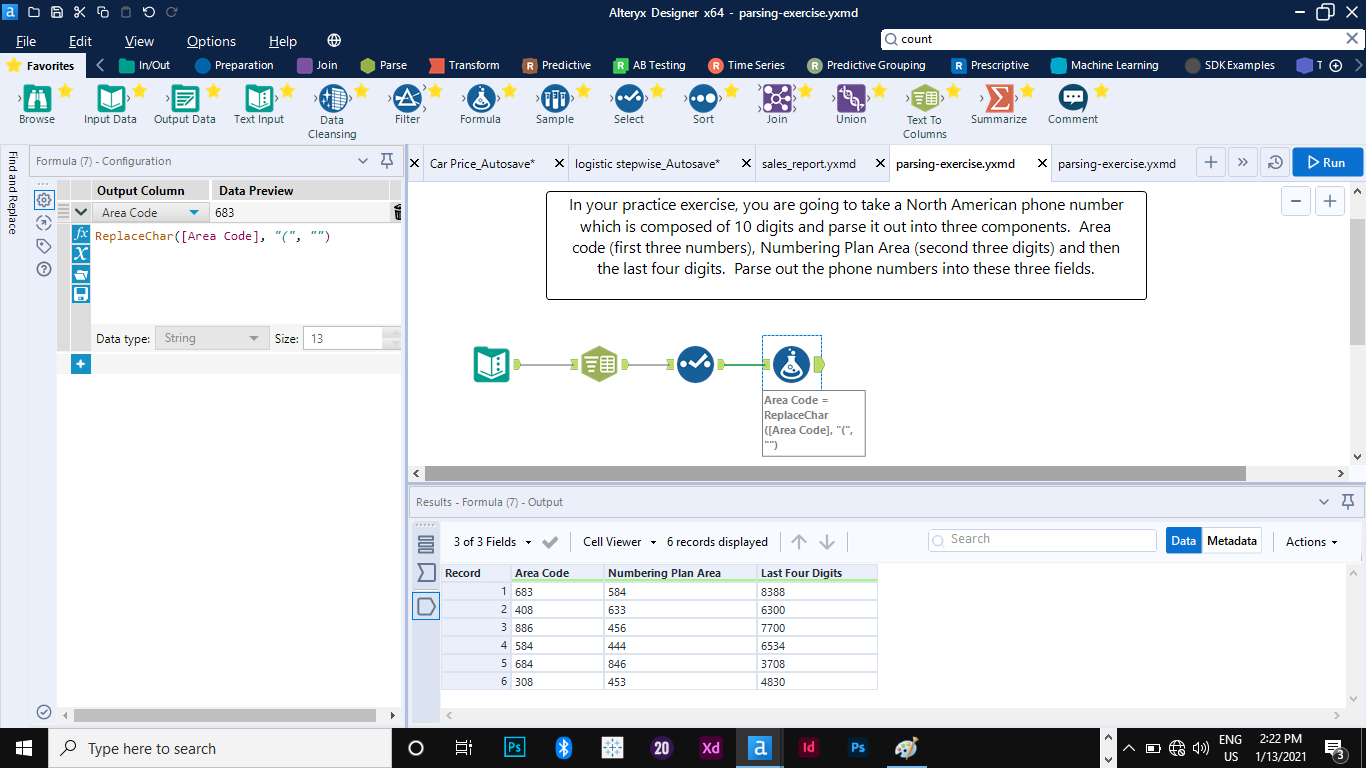 Alteryx Designer x64 - parsing-exercise.yxmd
File Edit View Options Help
count
Favorites In/Out Preparation Join Parse Transform Predictive AB Testing Time Series Predictive Grouping Prescriptive Machine Learning SDK Examples T
Browse Input Data Output Data Text Input Data Cleansing Filter Formula Sample Select Sort Join Union Text To Columns Summarize Comment
Find and Replace
Formula (7) - Configuration
Car Price_Autosave* logistic stepwise_Autosave* sales_report.yxmd parsing-exercise.yxmd parsing-exercise.yxmd Run
Output Column Data Preview
Area Code 683
ReplaceChar([Area Code], "(", "")
Data type: String Size: 13
In your practice exercise, you are going to take a North American phone number
which is composed of 10 digits and parse it out into three components. Area
code (first three numbers), Numbering Plan Area (second three digits) and then
the last four digits. Parse out the phone numbers into these three fields.
Area Code =
ReplaceChar
([Area Code], "(",
"")
Results - Formula (7) - Output
3 of 3 Fields Cell Viewer 6 records displayed Search Data Metadata Actions
Record Area Code Numbering Plan Area Last Four Digits
1 683 584 8388
2 408 633 6300
3 886 456 7700
4 584 444 6534
5 684 846 3708
6 308 453 4830
Type here to search
Ps 20 Xd a Id Ps
ENG
US
2:22 PM
1/13/2021
3